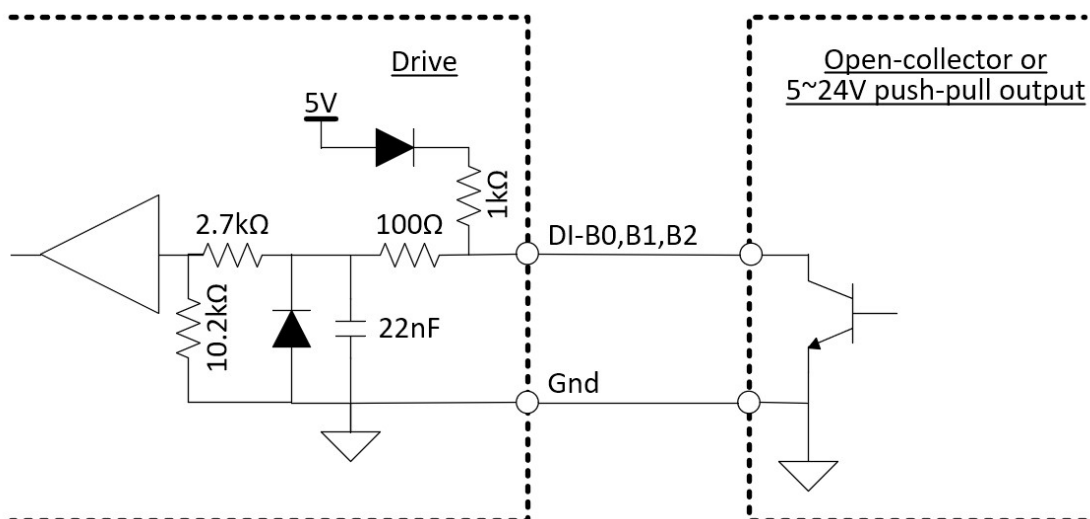 Drive
Open-collector or
5~24V push-pull output
5V
1kΩ
2.7kΩ
100Ω
DI-B0,B1,B2
10.2kΩ
22nF
Gnd